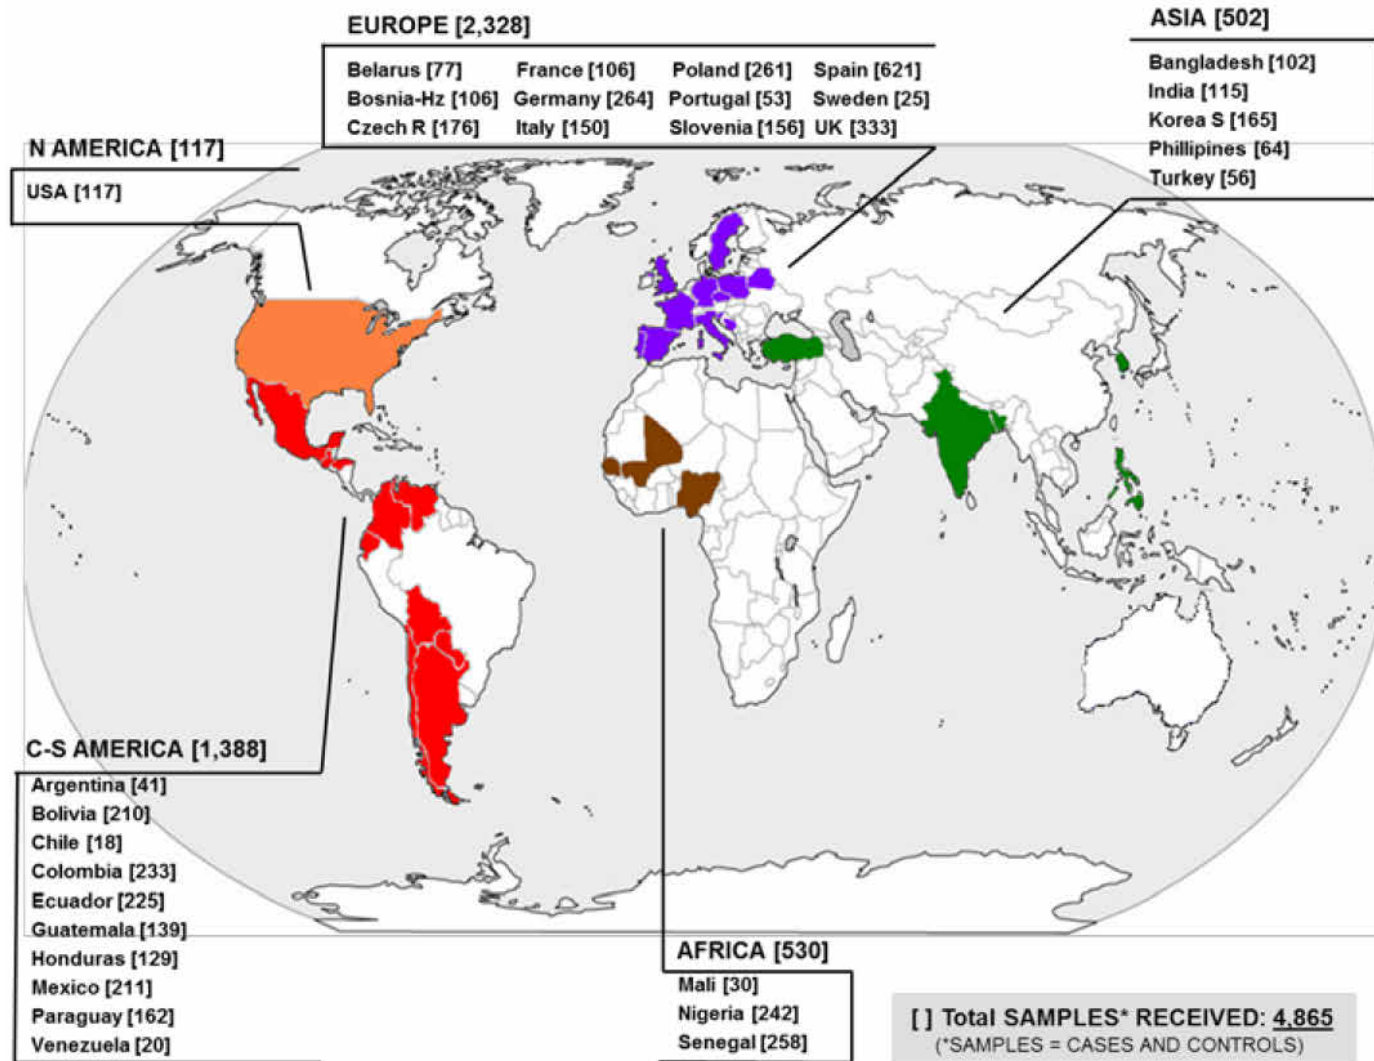 EUROPE [2,328]
Belarus [77] France [106] Poland [261] Spain [621]
Bosnia-Hz [106] Germany [264] Portugal [53] Sweden [25]
Czech R [176] Italy [150] Slovenia [156] UK [333]
ASIA [502]
Bangladesh [102]
India [115]
Korea S [165]
Phillipines [64]
Turkey [56]
N AMERICA [117]
USA [117]
C-S AMERICA [1,388]
Argentina [41]
Bolivia [210]
Chile [18]
Colombia [233]
Ecuador [225]
Guatemala [139]
Honduras [129]
Mexico [211]
Paraguay [162]
Venezuela [20]
AFRICA [530]
Mali [30]
Nigeria [242]
Senegal [258]
[ ] Total SAMPLES* RECEIVED: 4,865
(*SAMPLES = CASES AND CONTROLS)